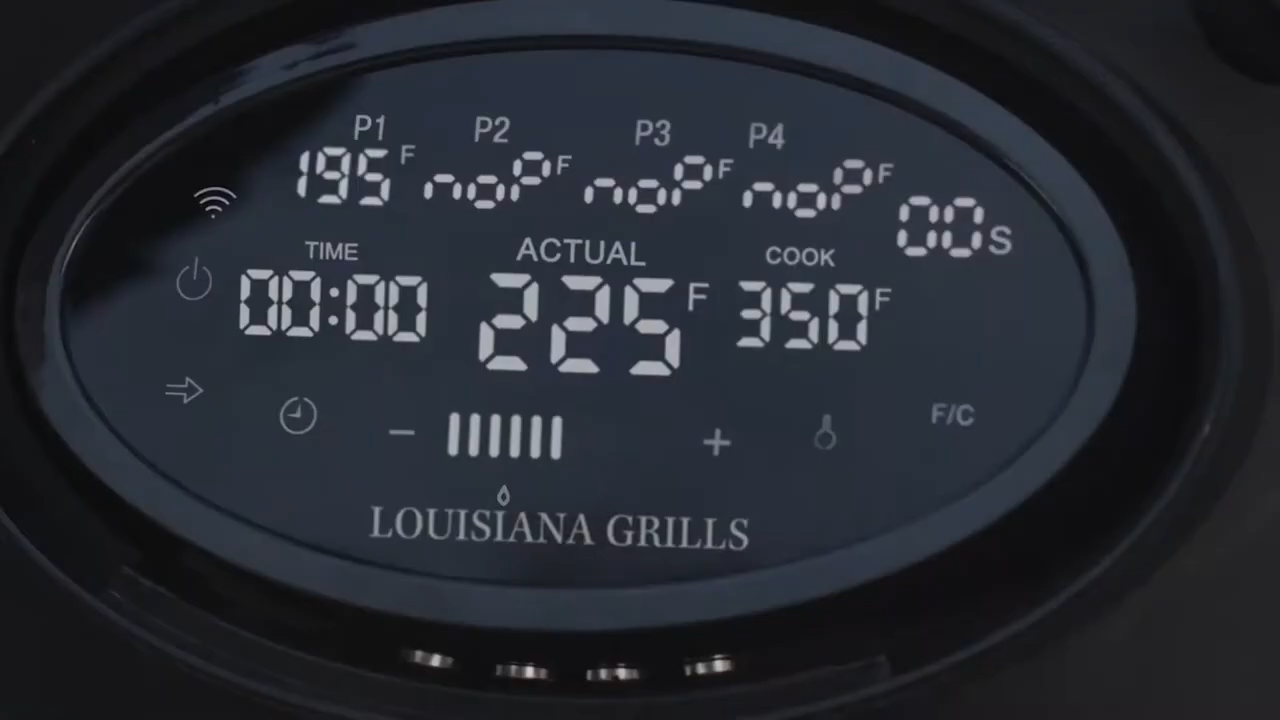 P1 P2 P3 P4
195 F noP F noP F noP F 00 S
TIME ACTUAL COOK
00:00 225 F 350 F
− + F/C
LOUISIANA GRILLS